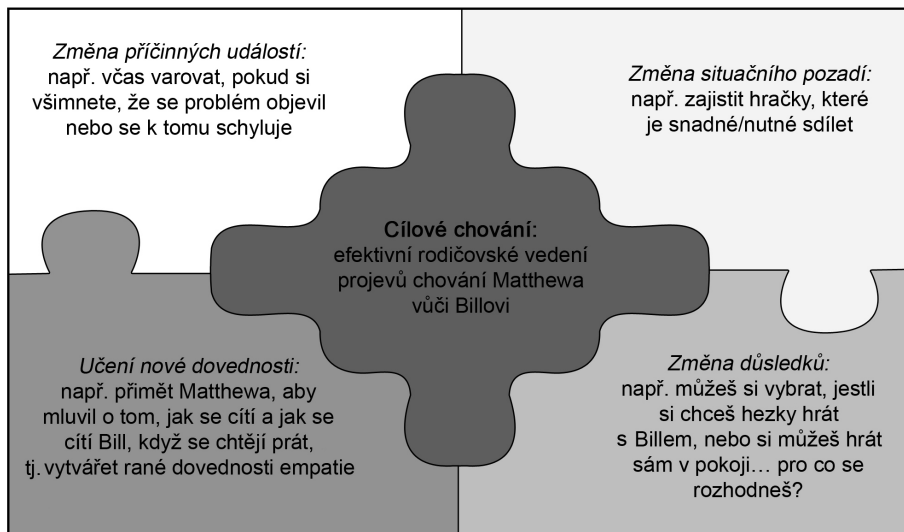 Změna příčinných událostí:
např. včas varovat, pokud si
všimnete, že se problém objevil
nebo se k tomu schyluje
Změna situačního pozadí:
např. zajistit hračky, které
je snadné/nutné sdílet
Cílové chování:
efektivní rodičovské vedení
projevů chování Matthewa
vůči Billovi
Učení nové dovednosti:
např. přimět Matthewa, aby
mluvil o tom, jak se cítí a jak se
cítí Bill, když se chtějí prát,
tj. vytvářet rané dovednosti empatie
Změna důsledků:
např. můžeš si vybrat, jestli
si chceš hezky hrát
s Billem, nebo si můžeš hrát
sám v pokoji… pro co se
rozhodneš?